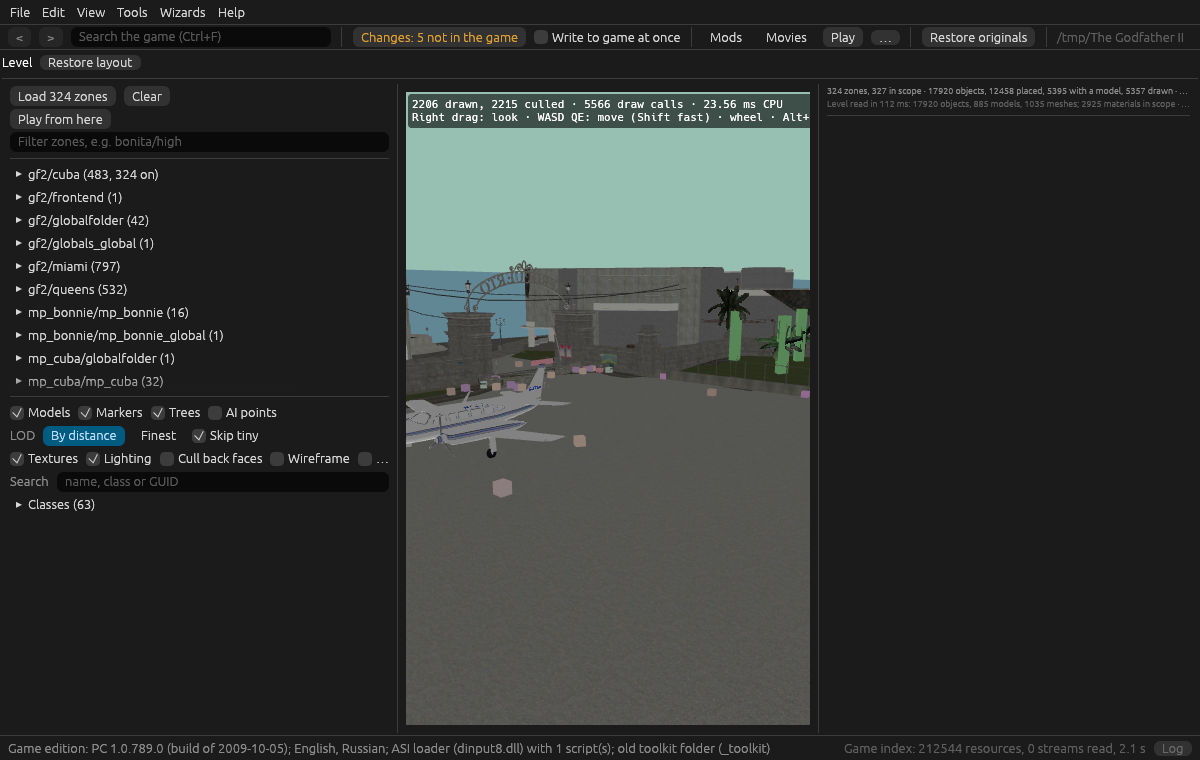 File Edit View Tools Wizards Help
< > Search the game (Ctrl+F) Changes: 5 not in the game Write to game at once Mods Movies Play ... Restore originals /tmp/The Godfather II
Level Restore layout
Load 324 zones Clear
Play from here
Filter zones, e.g. bonita/high
gf2/cuba (483, 324 on)
gf2/frontend (1)
gf2/globalfolder (42)
gf2/globals_global (1)
gf2/miami (797)
gf2/queens (532)
mp_bonnie/mp_bonnie (16)
mp_bonnie/mp_bonnie_global (1)
mp_cuba/globalfolder (1)
mp_cuba/mp_cuba (32)
Models Markers Trees AI points
LOD By distance Finest Skip tiny
Textures Lighting Cull back faces Wireframe ...
Search name, class or GUID
Classes (63)
2206 drawn, 2215 culled · 5566 draw calls · 23.56 ms CPU
Right drag: look · WASD QE: move (Shift fast) · wheel · Alt+
324 zones, 327 in scope · 17920 objects, 12458 placed, 5395 with a model, 5357 drawn · ...
Level read in 112 ms: 17920 objects, 885 models, 1035 meshes; 2925 materials in scope · ...
Game edition: PC 1.0.789.0 (build of 2009-10-05); English, Russian; ASI loader (dinput8.dll) with 1 script(s); old toolkit folder (_toolkit)
Game index: 212544 resources, 0 streams read, 2.1 s Log